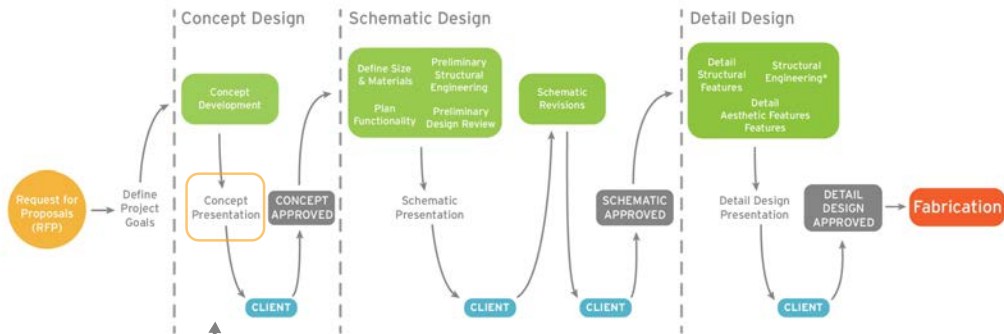 Concept Design
Schematic Design
Detail Design
Request for
Proposals
(RFP)
Define
Project
Goals
Concept
Development
Concept
Presentation
CLIENT
CONCEPT
APPROVED
Define Size
& Materials
Preliminary
Structural
Engineering
Plan
Functionality
Preliminary
Design Review
Schematic
Presentation
CLIENT
Schematic
Revisions
CLIENT
SCHEMATIC
APPROVED
Detail
Structural
Features
Structural
Engineering*
Detail
Aesthetic Features
Features
Detail Design
Presentation
CLIENT
DETAIL
DESIGN
APPROVED
Fabrication